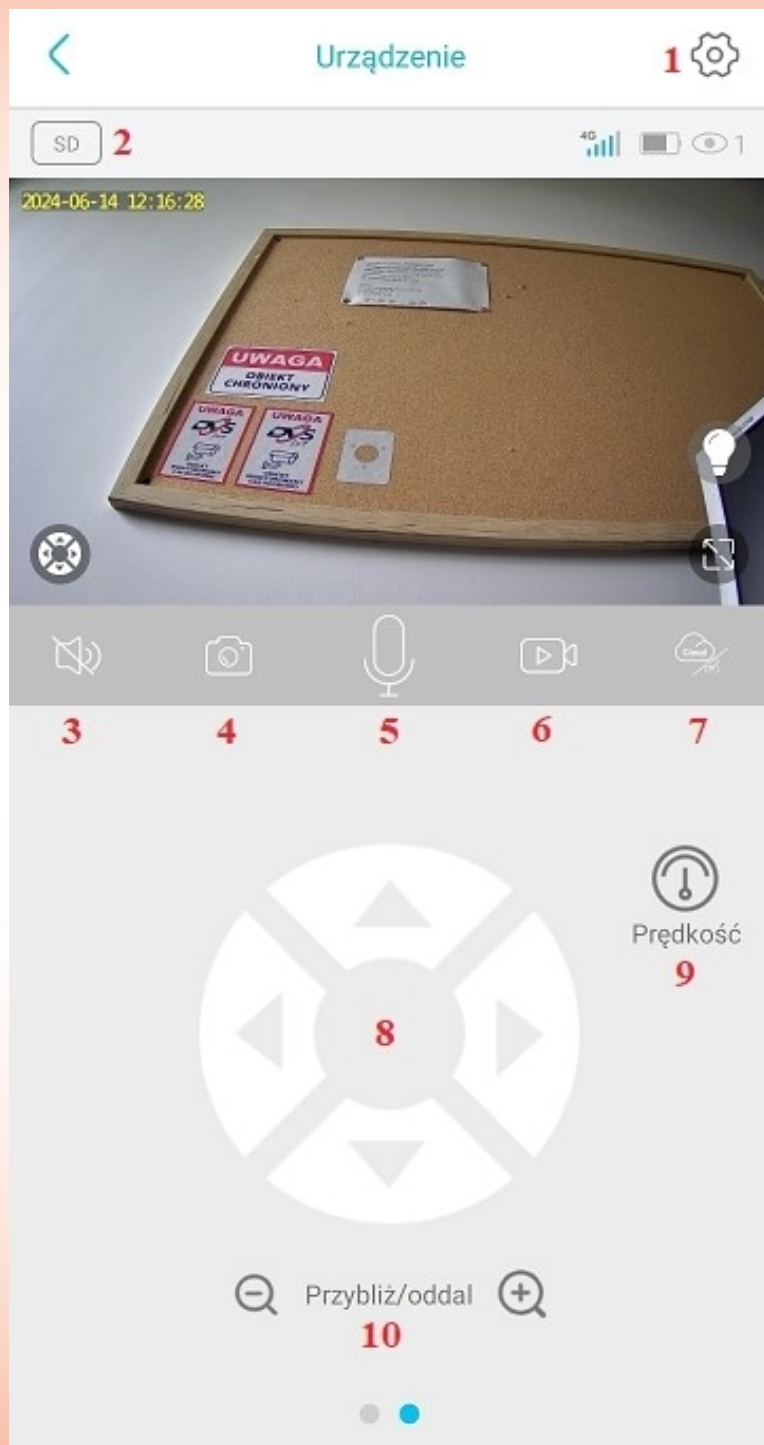 Urządzenie
1
SD
2
4G
1
2024-06-14 12:16:28
UWAGA
OBIEKT
CHRONIONY
UWAGA
UWAGA
Cloud
3
4
5
6
7
Prędkość
9
8
Przybliż/oddal
10